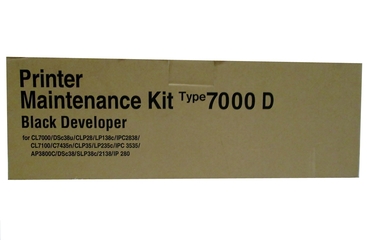 Printer
Maintenance Kit Type 7000 D
Black Developer
for CL7000/DSc38u/CLP28/LP138c/IPC2838/
CL7100/C7435n/CLP35/LP235c/IPC 3535/
AP3800C/DSc38/SLP38c/2138/IP 280